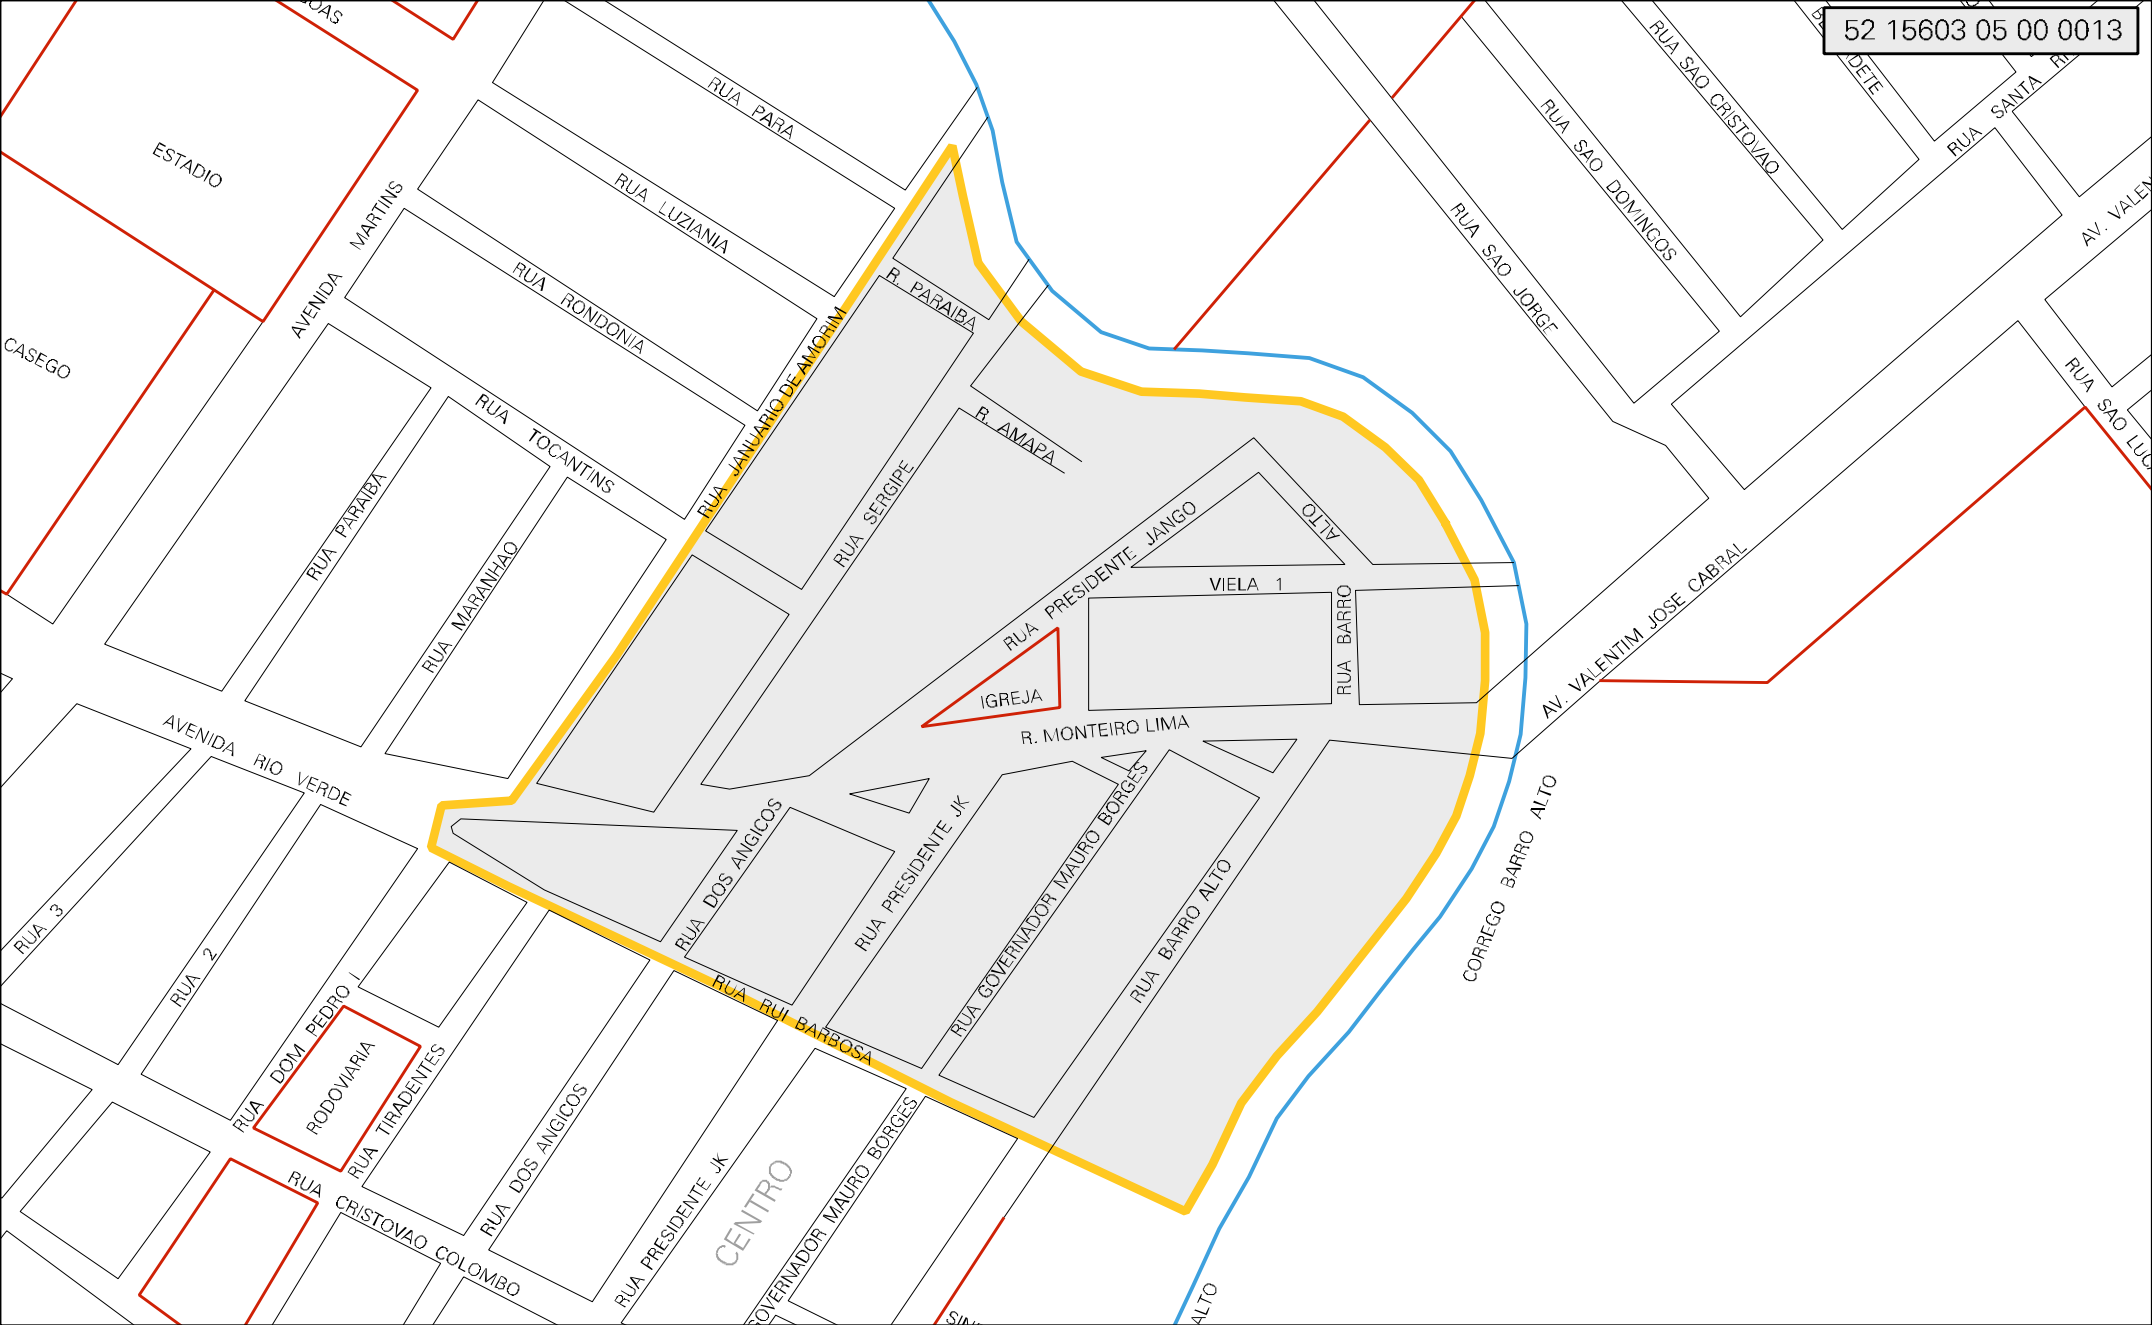 52 15603 05 00 0013
RUA PARA
ESTADIO
RUA LUZIANIA
AVENIDA MARTINS
RUA RONDONIA
CASEGO
RUA TOCANTINS
RUA JANUARIO DE AMORIM
R. PARAIBA
R. AMAPA
RUA SERGIPE
RUA PARAIBA
RUA MARANHAO
RUA SAO CRISTOVAO
RUA SAO DOMINGOS
RUA SAO JORGE
RUA SANTA
AV. VALEN
RUA SAO LUCA
RUA PRESIDENTE JANGO
ALTO
VIELA 1
RUA BARRO
IGREJA
R. MONTEIRO LIMA
AV. VALENTIM JOSE CABRAL
AVENIDA RIO VERDE
RUA 3
RUA 2
RUA DOM PEDRO I
RODOVIARIA
RUA TIRADENTES
RUA DOS ANGICOS
RUA PRESIDENTE JK
RUA GOVERNADOR MAURO BORGES
RUA BARRO ALTO
CORREGO BARRO ALTO
RUA RUI BARBOSA
RUA CRISTOVAO COLOMBO
RUA DOS ANGICOS
RUA PRESIDENTE JK
CENTRO
GOVERNADOR MAURO BORGES
ALTO